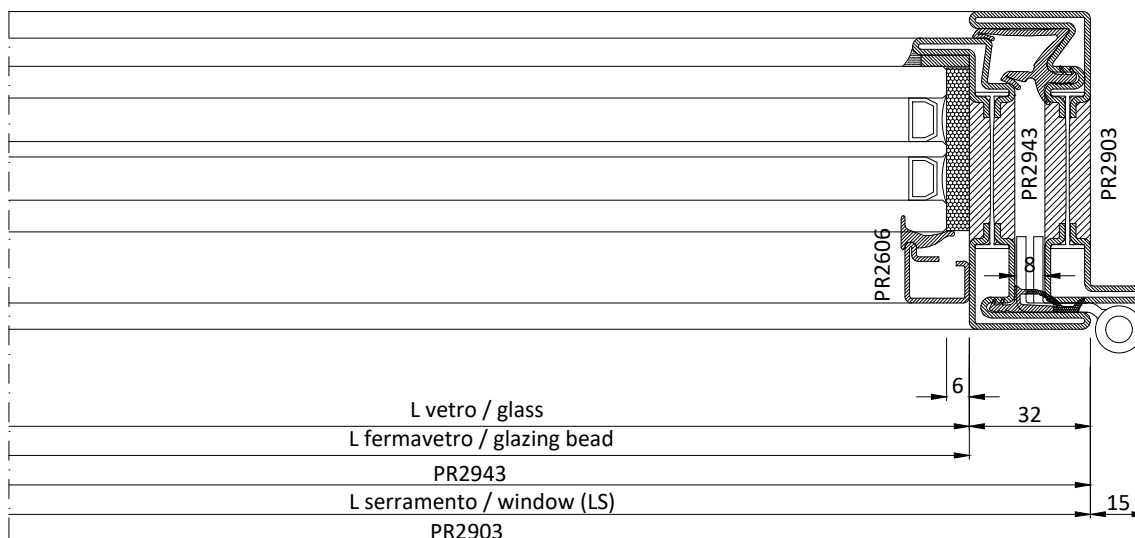 PR2943
PR2903
PR2606
8
6
L vetro / glass
32
L fermavetro / glazing bead
PR2943
L serramento / window (LS)
15
PR2903